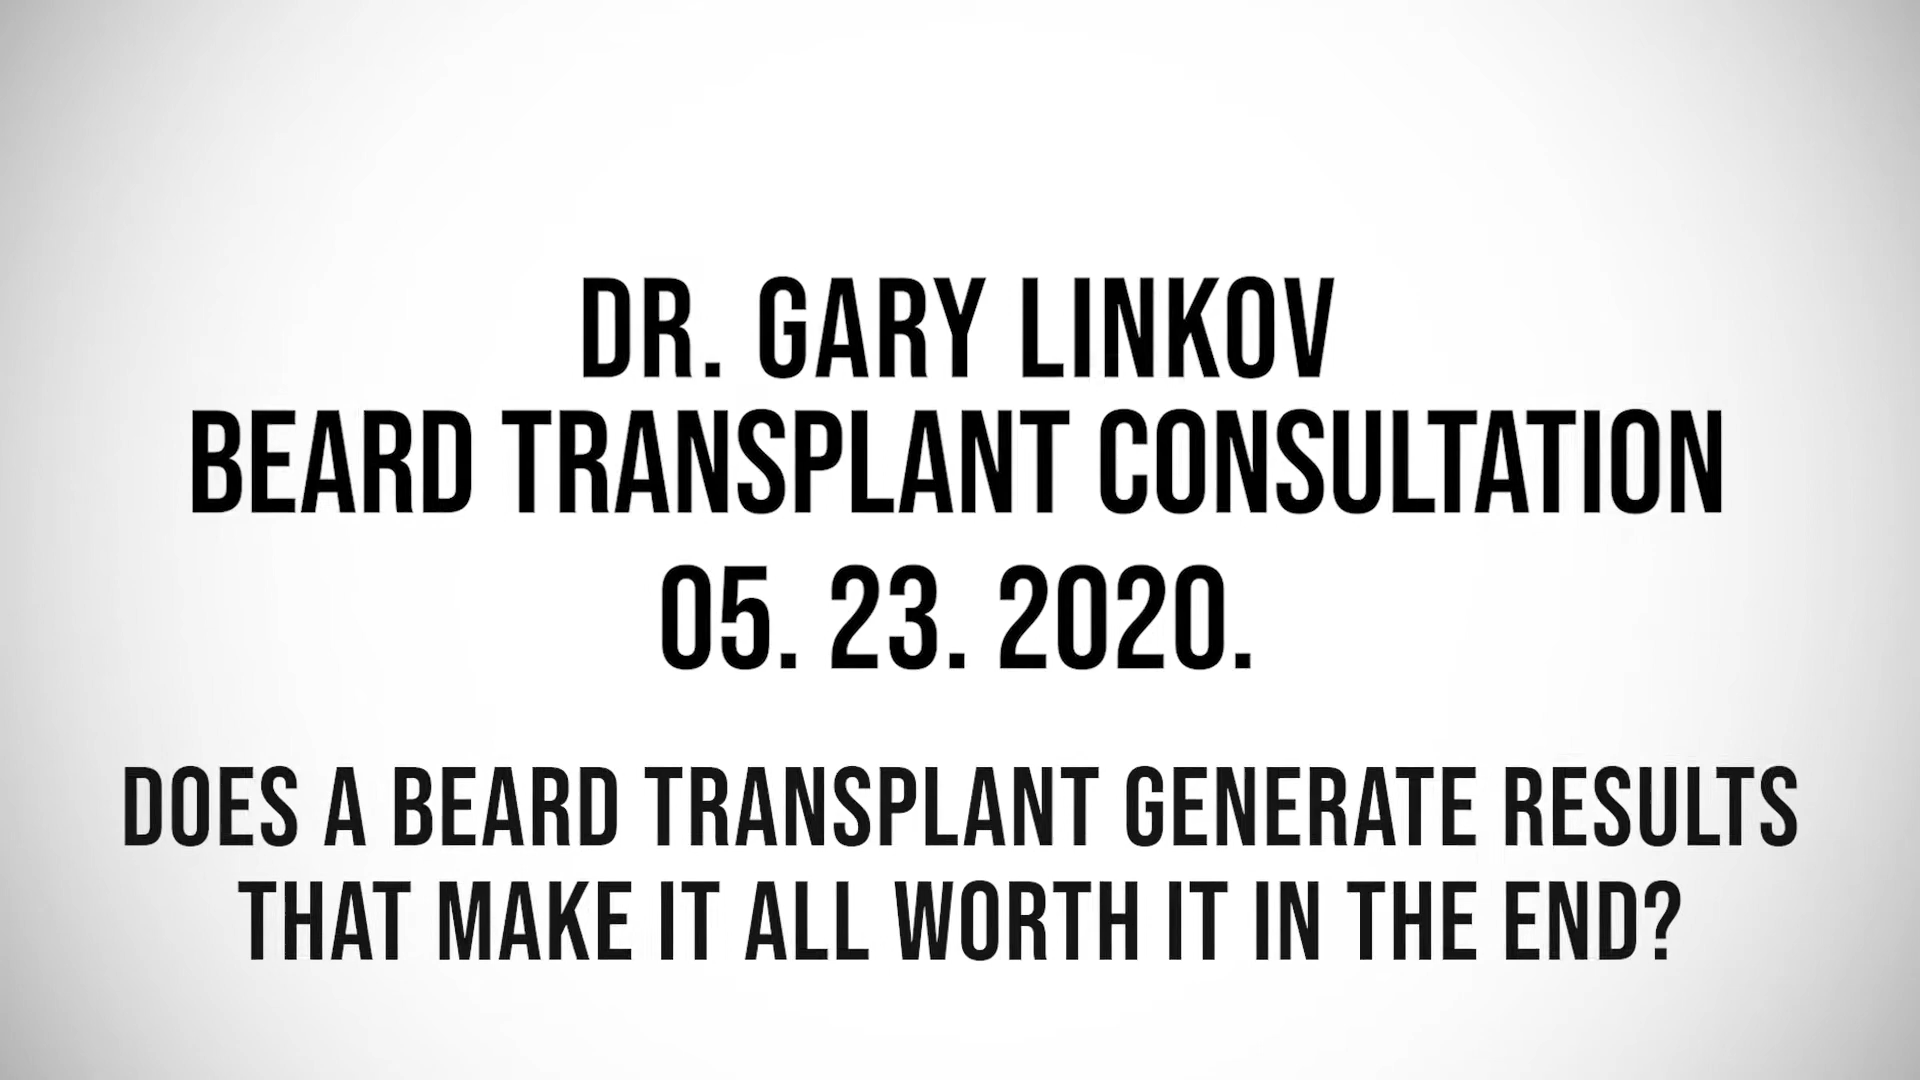 DR. GARY LINKOV
BEARD TRANSPLANT CONSULTATION
05. 23. 2020.
DOES A BEARD TRANSPLANT GENERATE RESULTS
THAT MAKE IT ALL WORTH IT IN THE END?